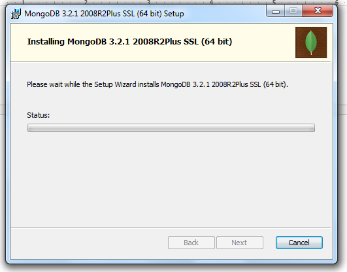 MongoDB 3.2.1 2008R2Plus SSL (64 bit) Setup
Installing MongoDB 3.2.1 2008R2Plus SSL (64 bit)
Please wait while the Setup Wizard installs MongoDB 3.2.1 2008R2Plus SSL (64 bit).
Status:
Back Next Cancel